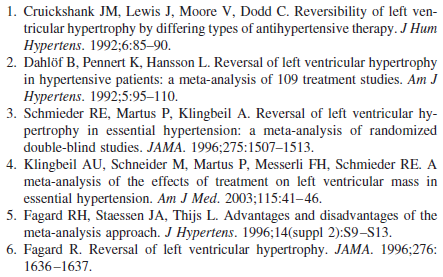 1. Cruickshank JM, Lewis J, Moore V, Dodd C. Reversibility of left ven-
tricular hypertrophy by differing types of antihypertensive therapy. J Hum
Hypertens. 1992;6:85–90.
2. Dahlöf B, Pennert K, Hansson L. Reversal of left ventricular hypertrophy
in hypertensive patients: a meta-analysis of 109 treatment studies. Am J
Hypertens. 1992;5:95–110.
3. Schmieder RE, Martus P, Klingbeil A. Reversal of left ventricular hy-
pertrophy in essential hypertension: a meta-analysis of randomized
double-blind studies. JAMA. 1996;275:1507–1513.
4. Klingbeil AU, Schneider M, Martus P, Messerli FH, Schmieder RE. A
meta-analysis of the effects of treatment on left ventricular mass in
essential hypertension. Am J Med. 2003;115:41–46.
5. Fagard RH, Staessen JA, Thijs L. Advantages and disadvantages of the
meta-analysis approach. J Hypertens. 1996;14(suppl 2):S9–S13.
6. Fagard R. Reversal of left ventricular hypertrophy. JAMA. 1996;276:
1636–1637.